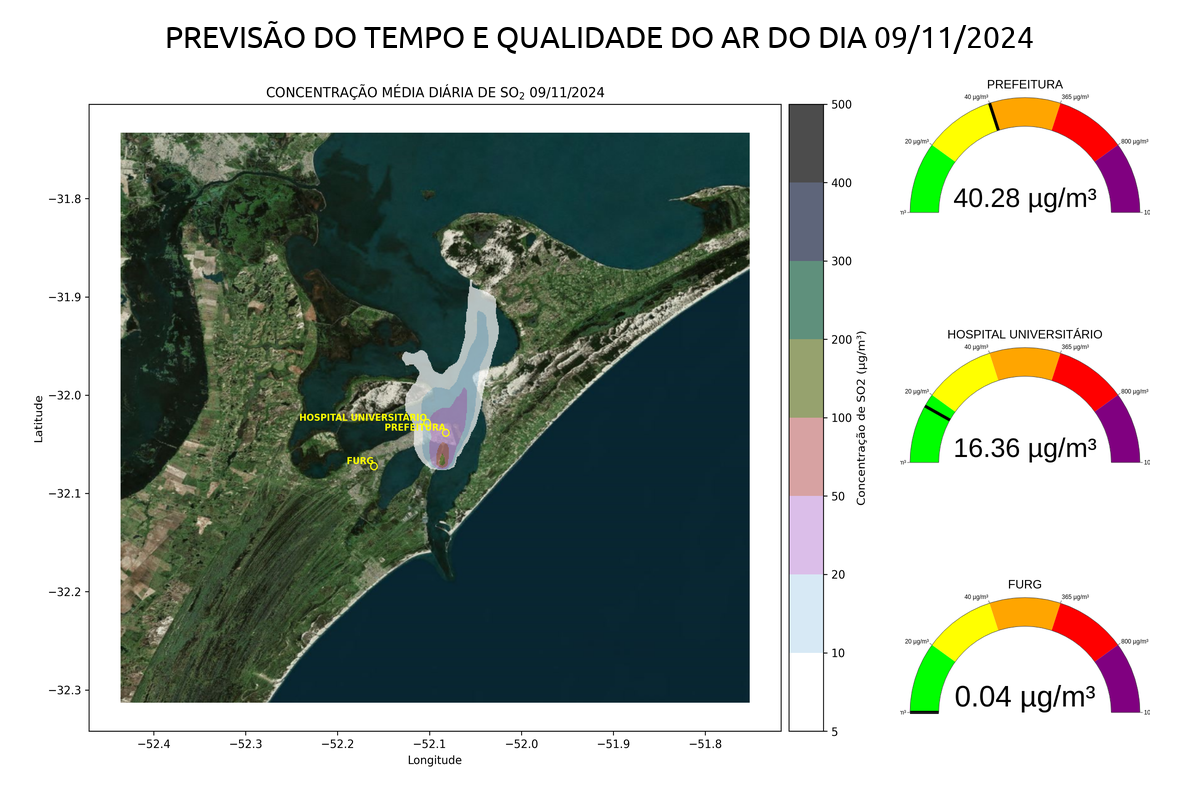 PREVISÃO DO TEMPO E QUALIDADE DO AR DO DIA 09/11/2024
CONCENTRAÇÃO MÉDIA DIÁRIA DE SO₂ 09/11/2024
Latitude
−31.8
−31.9
−32.0
−32.1
−32.2
−32.3
HOSPITAL UNIVERSITÁRIO
PREFEITURA
FURG
−52.4
−52.3
−52.2
−52.1
−52.0
−51.9
−51.8
Longitude
500
400
300
200
100
50
20
10
5
Concentração de SO2 (μg/m³)
PREFEITURA
20 µg/m³
40 µg/m³
365 µg/m³
800 µg/m³
40.28 µg/m³
HOSPITAL UNIVERSITÁRIO
20 µg/m³
40 µg/m³
365 µg/m³
800 µg/m³
16.36 µg/m³
FURG
20 µg/m³
40 µg/m³
365 µg/m³
800 µg/m³
0.04 µg/m³